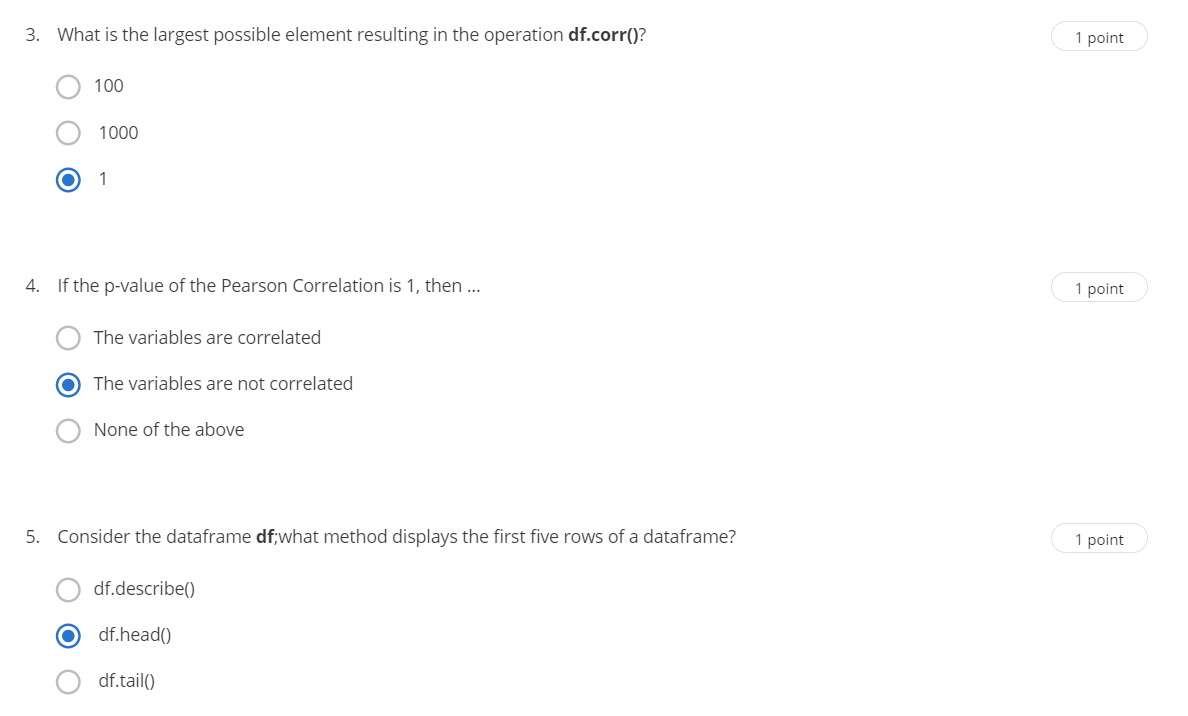 3. What is the largest possible element resulting in the operation df.corr()?
1 point
100
1000
1
4. If the p-value of the Pearson Correlation is 1, then ...
1 point
The variables are correlated
The variables are not correlated
None of the above
5. Consider the dataframe df;what method displays the first five rows of a dataframe?
1 point
df.describe()
df.head()
df.tail()